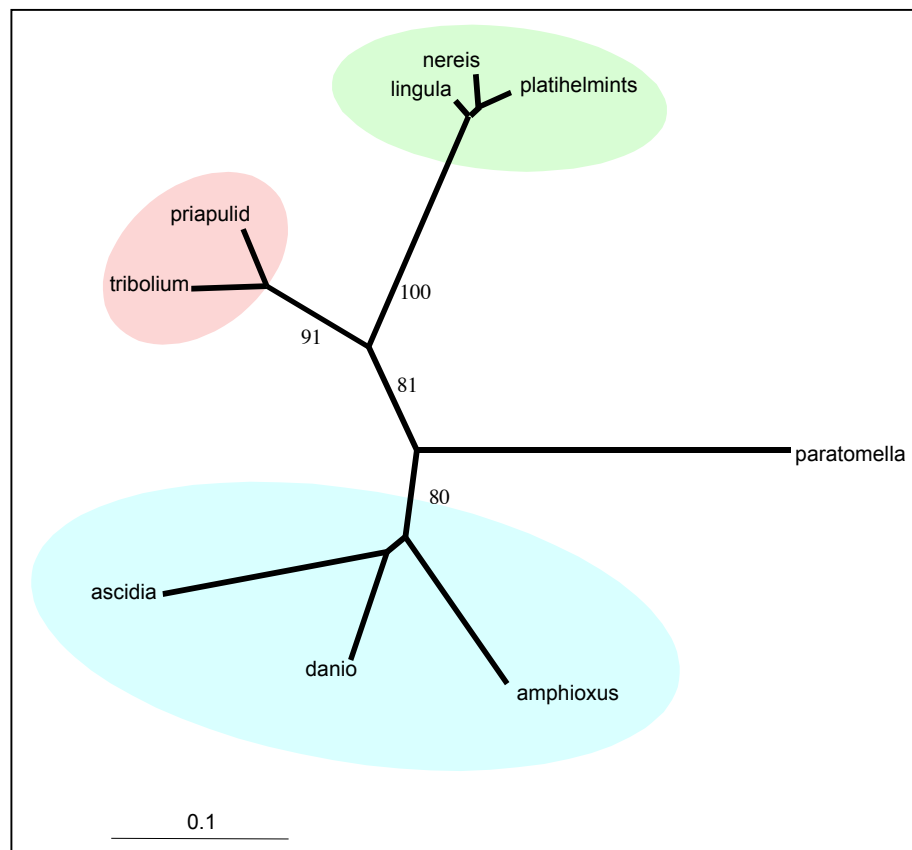 nereis
lingula
platihelmints
priapulid
tribolium
100
91
81
paratomella
80
ascidia
danio
amphioxus
0.1